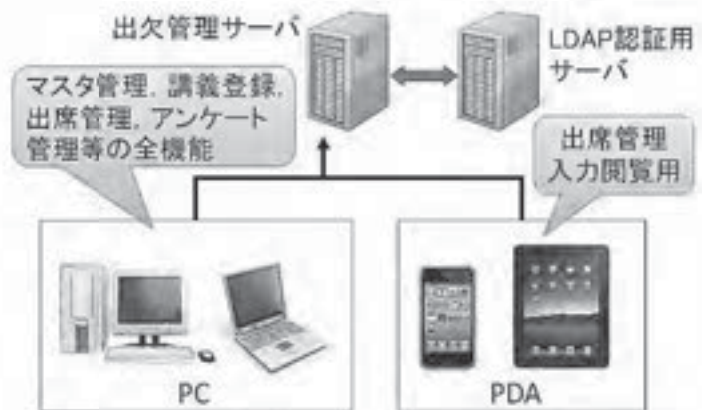 出欠管理サーバ
LDAP認証用
サーバ
マスタ管理, 講義登録,
出席管理, アンケート
管理等の全機能
出席管理
入力閲覧用
PC
PDA